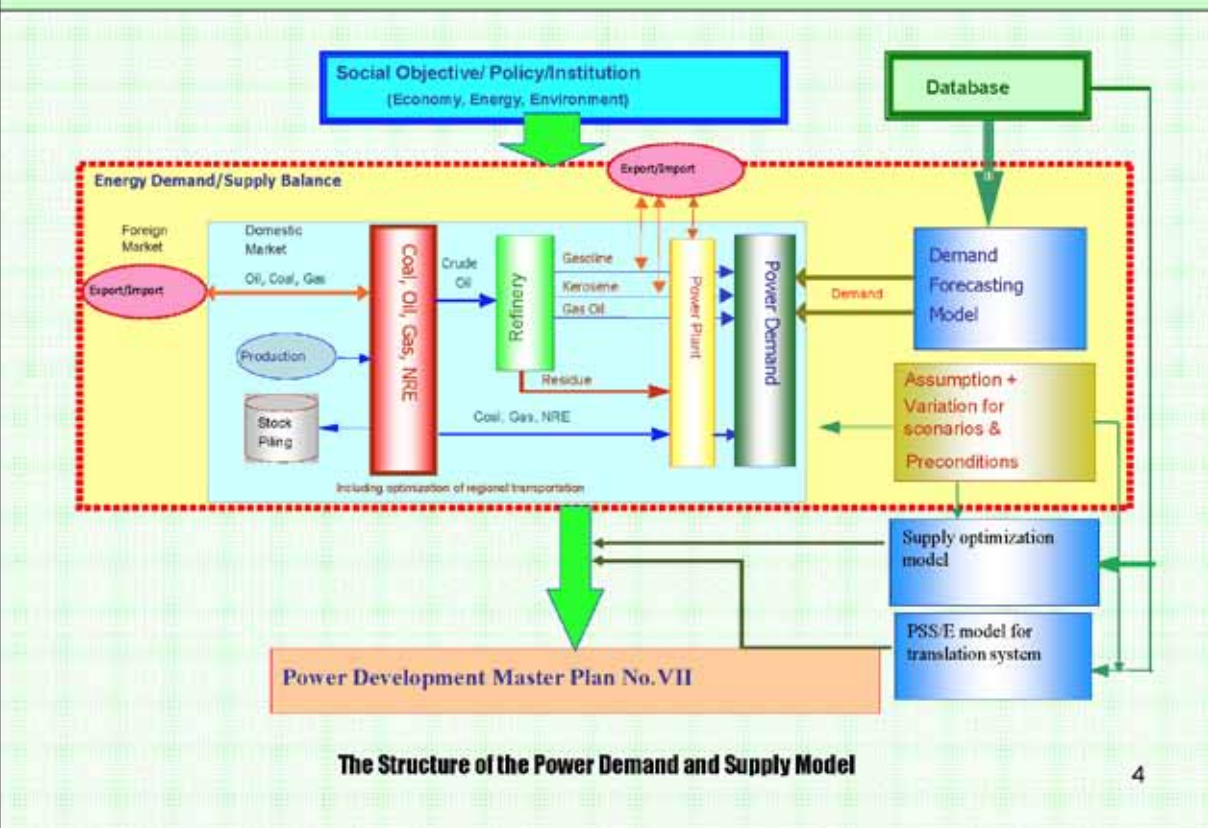 Social Objective/ Policy/Institution
(Economy, Energy, Environment)
Database
Export/Import
Energy Demand/Supply Balance
Foreign
Market
Domestic
Market
Oil, Coal, Gas
Export/Import
Production
Stock
Piling
Coal, Oil, Gas, NRE
Crude
Oil
Refinery
Gasoline
Kerosene
Gas Oil
Residue
Coal, Gas, NRE
Power Plant
Power Demand
Demand
Demand
Forecasting
Model
Assumption +
Variation for
scenarios &
Preconditions
Including optimization of regional transportation
Supply optimization
model
PSS/E model for
translation system
Power Development Master Plan No.VII
The Structure of the Power Demand and Supply Model
4